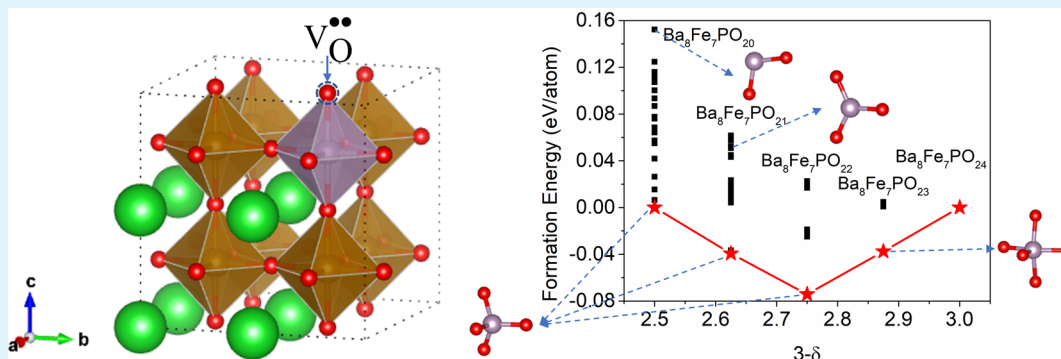 V_O^{••}
c
a
b
Formation Energy (eV/atom)
0.16
0.12
0.08
0.04
0.00
-0.04
-0.08
Ba₈Fe₇PO₂₀
Ba₈Fe₇PO₂₁
Ba₈Fe₇PO₂₂
Ba₈Fe₇PO₂₃
Ba₈Fe₇PO₂₄
2.5 2.6 2.7 2.8 2.9 3.0
3-δ